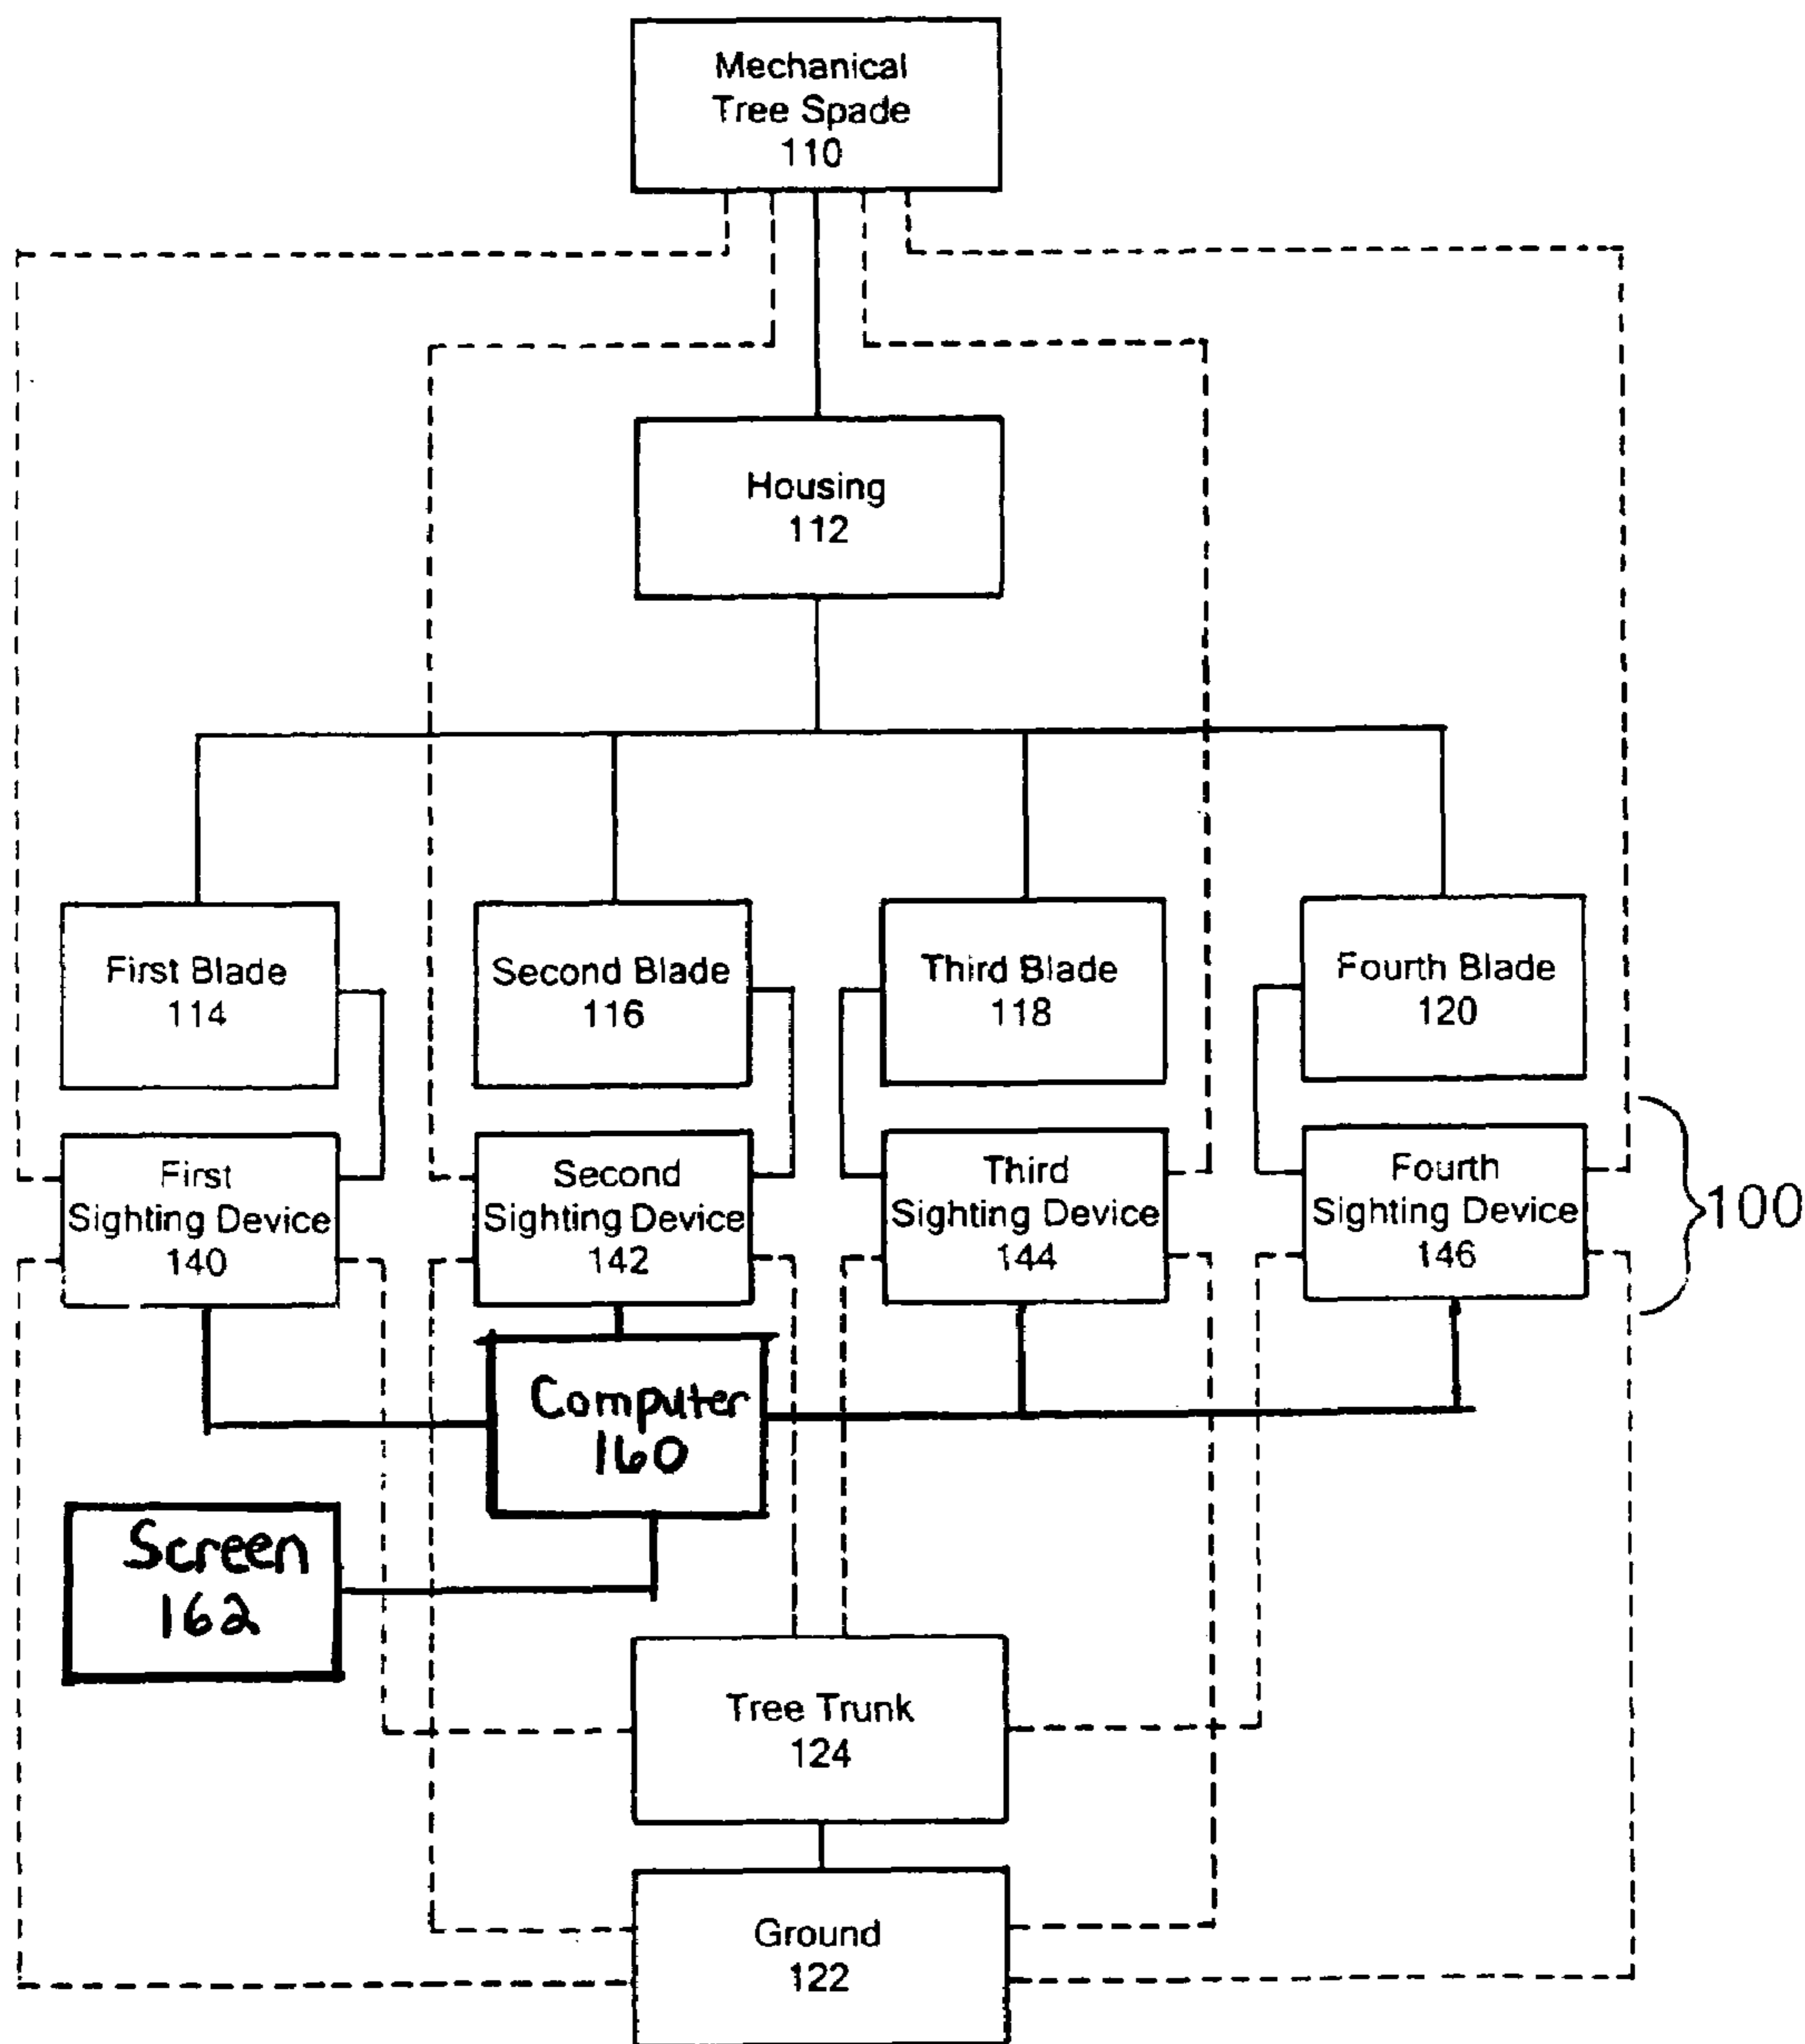 Mechanical
Tree Spade
110
Housing
112
First Blade
114
Second Blade
116
Third Blade
118
Fourth Blade
120
First
Sighting Device
140
Second
Sighting Device
142
Third
Sighting Device
144
Fourth
Sighting Device
146
100
Computer
160
Screen
162
Tree Trunk
124
Ground
122